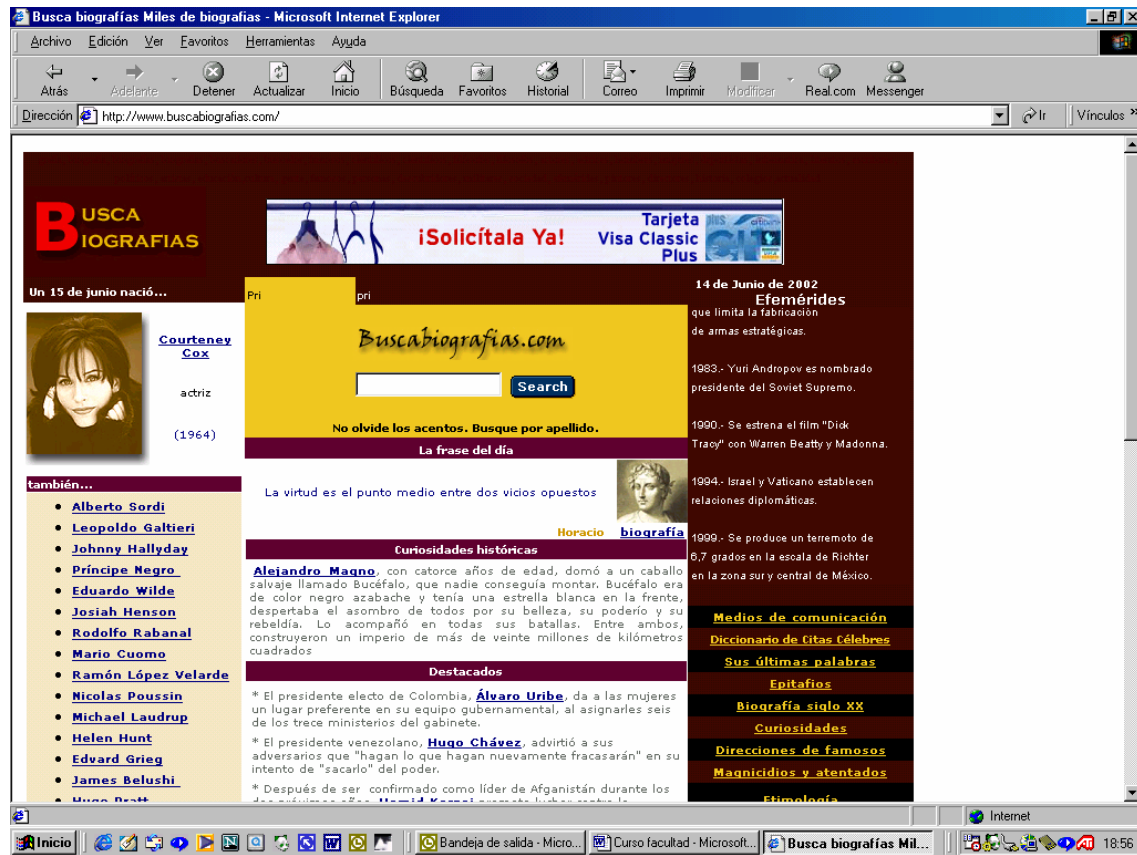 Busca biografías Miles de biografias - Microsoft Internet Explorer
Archivo Edición Ver Favoritos Herramientas Ayuda
Atrás Adelante Detener Actualizar Inicio Búsqueda Favoritos Historial Correo Imprimir Modificar Real.com Messenger
Dirección http://www.buscabiografias.com/ Ir Vínculos »
BUSCA
BIOGRAFIAS
¡Solicítala Ya!
Tarjeta
Visa Classic
Plus
plus citibank
CITI
Un 15 de junio nació...
Courteney
Cox
actriz
(1964)
también...
Alberto Sordi
Leopoldo Galtieri
Johnny Hallyday
Príncipe Negro
Eduardo Wilde
Josiah Henson
Rodolfo Rabanal
Mario Cuomo
Ramón López Velarde
Nicolas Poussin
Michael Laudrup
Helen Hunt
Edvard Grieg
James Belushi
Hugo Pratt
Pri pri
Buscabiografias.com
Search
No olvide los acentos. Busque por apellido.
La frase del día
La virtud es el punto medio entre dos vicios opuestos
Horacio biografía
Curiosidades históricas
Alejandro Magno, con catorce años de edad, domó a un caballo
salvaje llamado Bucéfalo, que nadie conseguía montar. Bucéfalo era
de color negro azabache y tenía una estrella blanca en la frente,
despertaba el asombro de todos por su belleza, su poderío y su
rebeldía. Lo acompañó en todas sus batallas. Entre ambos,
construyeron un imperio de más de veinte millones de kilómetros
cuadrados
Destacados
* El presidente electo de Colombia, Álvaro Uribe, da a las mujeres
un lugar preferente en su equipo gubernamental, al asignarles seis
de los trece ministerios del gabinete.
* El presidente venezolano, Hugo Chávez, advirtió a sus
adversarios que "hagan lo que hagan nuevamente fracasarán" en su
intento de "sacarlo" del poder.
* Después de ser confirmado como líder de Afganistán durante los
dos próximos años, Hamid Karzai promete luchar contra la
14 de Junio de 2002
Efemérides
que limita la fabricación
de armas estratégicas.
1983.- Yuri Andropov es nombrado
presidente del Soviet Supremo.
1990.- Se estrena el film "Dick
Tracy" con Warren Beatty y Madonna.
1994.- Israel y Vaticano establecen
relaciones diplomáticas.
1999.- Se produce un terremoto de
6,7 grados en la escala de Richter
en la zona sur y central de México.
Medios de comunicación
Diccionario de Citas Célebres
Sus últimas palabras
Epitafios
Biografía siglo XX
Curiosidades
Direcciones de famosos
Magnicidios y atentados
Etimología
Internet
Inicio Bandeja de salida - Micro... Curso facultad - Microsoft... Busca biografías Mil... 18:56